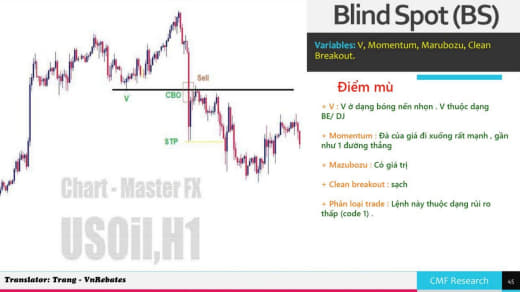 Blind Spot (BS)
Variables: V, Momentum, Marubozu, Clean
Breakout.
Điểm mù
+ V : V ở dạng bóng nến nhọn . V thuộc dạng
BE/ DJ
+ Momentum : Đà của giá đi xuống rất mạnh , gần
như 1 đường thẳng
+ Mazubozu : Có giá trị
+ Clean breakout : sạch
+ Phân loại trade : Lệnh này thuộc dạng rủi ro
thấp (code 1) .
Sell
V
CBO
STP
Chart - Master FX
USOil,H1
Translator: Trang - VnRebates
CMF Research
45